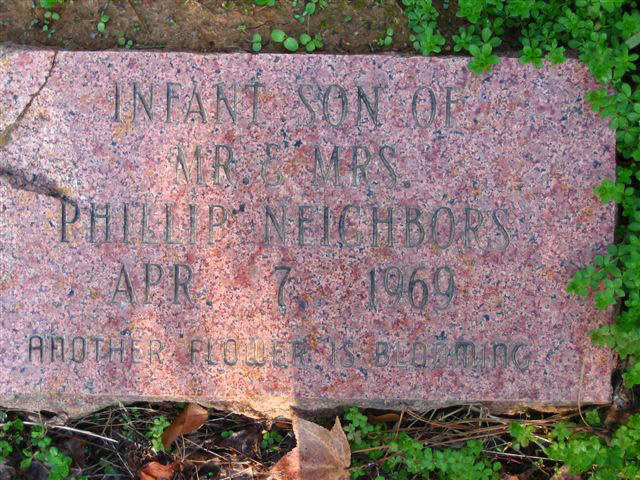 INFANT SON OF
MR. & MRS.
PHILLIP NEIGHBORS
APR. 7, 1969
ANOTHER FLOWER IS BLOOMING